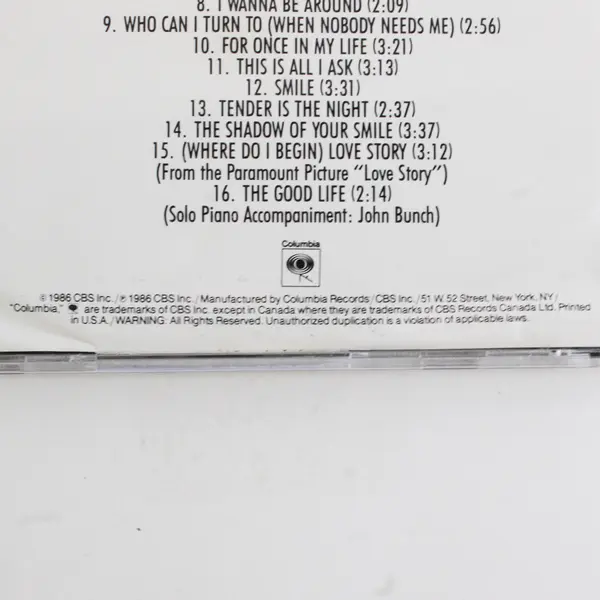 8. I WANNA BE AROUND (2:09)
9. WHO CAN I TURN TO (WHEN NOBODY NEEDS ME) (2:56)
10. FOR ONCE IN MY LIFE (3:21)
11. THIS IS ALL I ASK (3:13)
12. SMILE (3:31)
13. TENDER IS THE NIGHT (2:37)
14. THE SHADOW OF YOUR SMILE (3:37)
15. (WHERE DO I BEGIN) LOVE STORY (3:12)
(From the Paramount Picture “Love Story”)
16. THE GOOD LIFE (2:14)
(Solo Piano Accompaniment: John Bunch)
Columbia
© 1986 CBS Inc./℗ 1986 CBS Inc./Manufactured by Columbia Records/CBS Inc./51 W. 52 Street, New York, NY/
"Columbia," are trademarks of CBS Inc. except in Canada where they are trademarks of CBS Records Canada Ltd. Printed
in U.S.A./WARNING: All Rights Reserved. Unauthorized duplication is a violation of applicable laws.